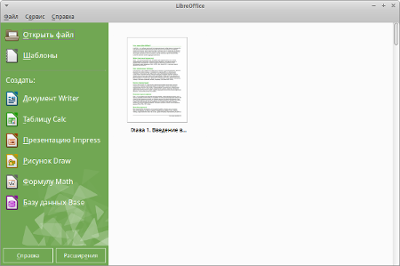 LibreOffice
Файл Сервис Справка
Открыть файл
Шаблоны
Создать:
Документ Writer
Таблицу Calc
Презентацию Impress
Рисунок Draw
Формулу Math
Базу данных Base
Глава 1. Введение в...
Справка Расширения